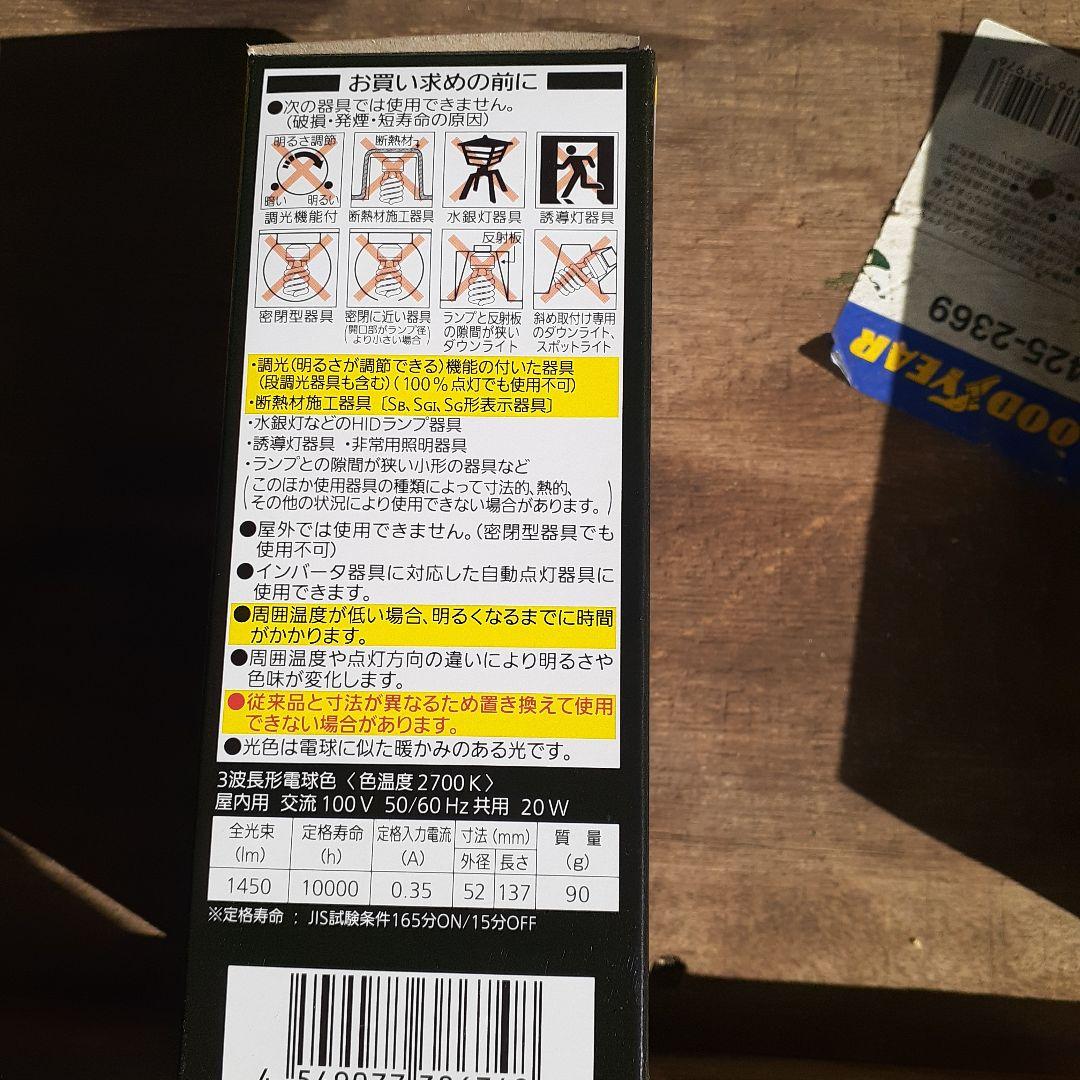 お買い求めの前に
●次の器具では使用できません。
(破損・発煙・短寿命の原因)
明るさ調節
暗い 明るい
断熱材
調光機能付
断熱材施工器具
水銀灯器具
誘導灯器具
反射板
密閉型器具
密閉に近い器具
(開口部がランプ径
より小さい場合)
ランプと反射板
の隙間が狭い
ダウンライト
斜め取付け専用
のダウンライト、
スポットライト
・調光(明るさが調節できる)機能の付いた器具
(段調光器具も含む)(100%点灯でも使用不可)
・断熱材施工器具〔SB、SGI、SG形表示器具〕
・水銀灯などのHIDランプ器具
・誘導灯器具 ・非常用照明器具
・ランプとの隙間が狭い小形の器具など
(このほか使用器具の種類によって寸法的、熱的、
その他の状況により使用できない場合があります。)
●屋外では使用できません。(密閉型器具でも
使用不可)
●インバータ器具に対応した自動点灯器具に
使用できます。
●周囲温度が低い場合、明るくなるまでに時間
がかかります。
●周囲温度や点灯方向の違いにより明るさや
色味が変化します。
●従来品と寸法が異なるため置き換えて使用
できない場合があります。
●光色は電球に似た暖かみのある光です。
3波長形電球色〈色温度2700K〉
屋内用 交流100V 50/60Hz共用 20W
全光束 (lm) 定格寿命 (h) 定格入力電流 (A) 寸法(mm) 外径 長さ 質量 (g)
1450 10000 0.35 52 137 90
※定格寿命:JIS試験条件165分ON/15分OFF
425-2369
GOODYEAR